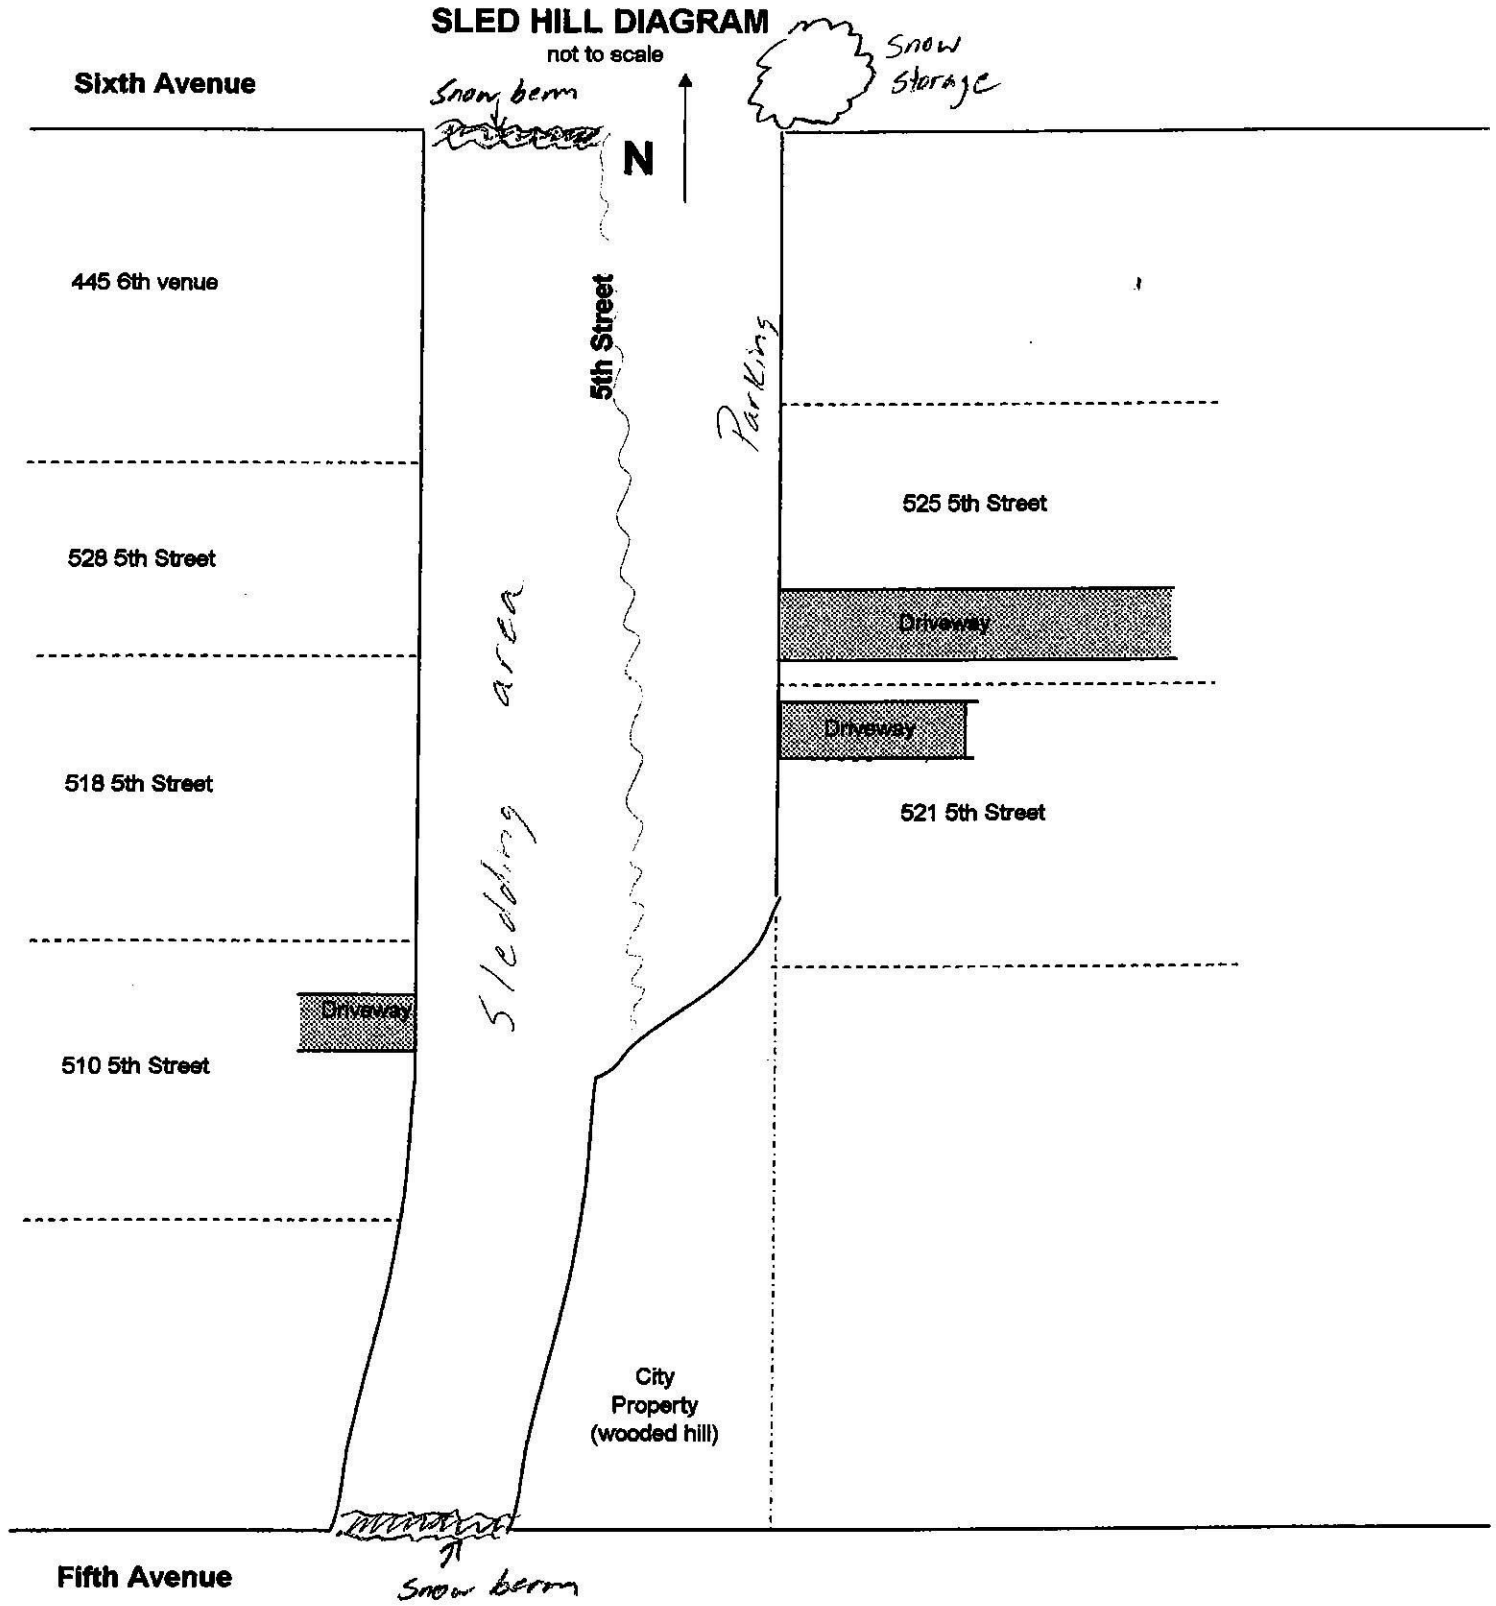 SLED HILL DIAGRAM
not to scale
Snow
storage
Sixth Avenue
Snow berm
N
445 6th venue
5th Street
Parking
525 5th Street
528 5th Street
Driveway
Driveway
518 5th Street
521 5th Street
Sledding area
Driveway
510 5th Street
City
Property
(wooded hill)
Fifth Avenue
Snow berm